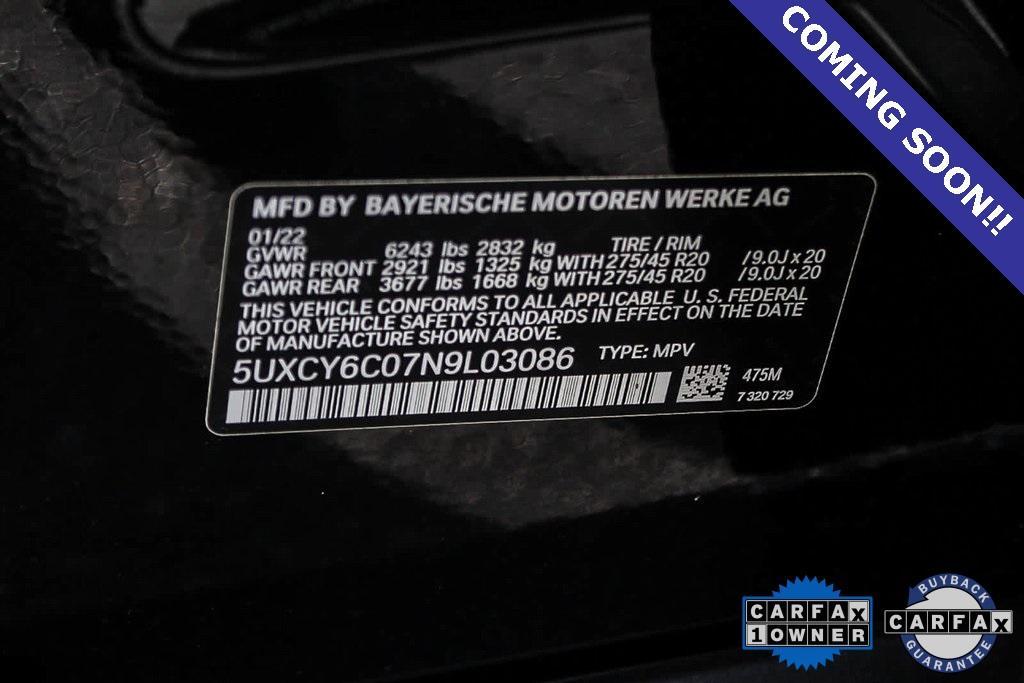 COMING SOON!!
MFD BY BAYERISCHE MOTOREN WERKE AG
01/22
GVWR 6243 lbs 2832 kg TIRE / RIM
GAWR FRONT 2921 lbs 1325 kg WITH 275/45 R20 /9.0J x 20
GAWR REAR 3677 lbs 1668 kg WITH 275/45 R20 /9.0J x 20
THIS VEHICLE CONFORMS TO ALL APPLICABLE U. S. FEDERAL
MOTOR VEHICLE SAFETY STANDARDS IN EFFECT ON THE DATE
OF MANUFACTURE SHOWN ABOVE.
5UXCY6C07N9L03086 TYPE: MPV
475M
7 320 729
CARFAX
1 OWNER
BUYBACK
CARFAX
GUARANTEE